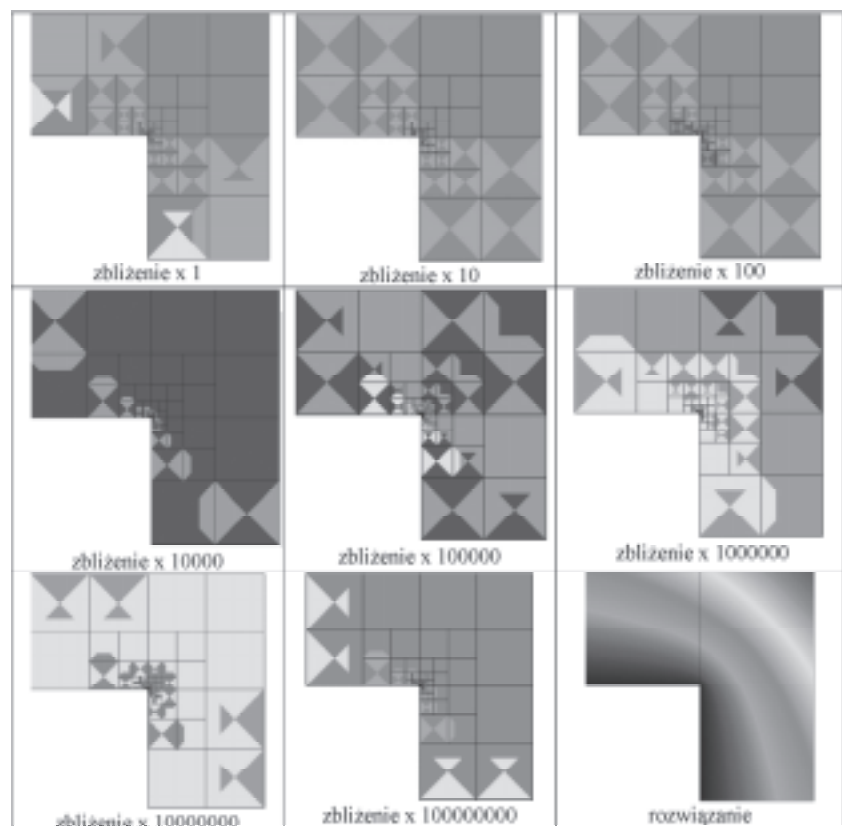 zbliżenie x 1
zbliżenie x 10
zbliżenie x 100
zbliżenie x 10000
zbliżenie x 100000
zbliżenie x 1000000
zbliżenie x 10000000
zbliżenie x 100000000
rozwiązanie